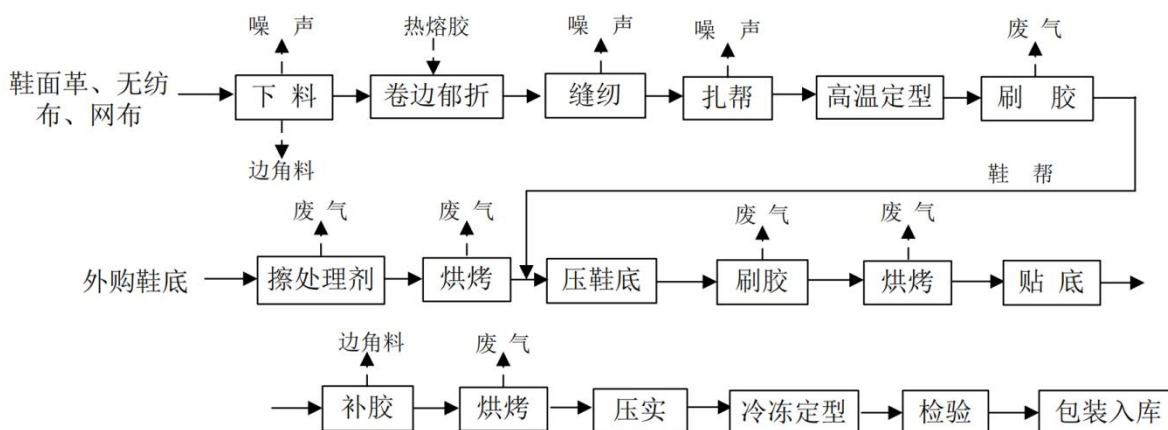 噪 声
热熔胶
噪 声
噪 声
废 气
鞋面革、无纺
布、网布
下 料
卷边郁折
缝纫
扎帮
高温定型
刷 胶
边角料
鞋 帮
废 气
废 气
废 气
废 气
外购鞋底
擦处理剂
烘烤
压鞋底
刷胶
烘烤
贴 底
边角料
废 气
补胶
烘烤
压实
冷冻定型
检验
包装入库